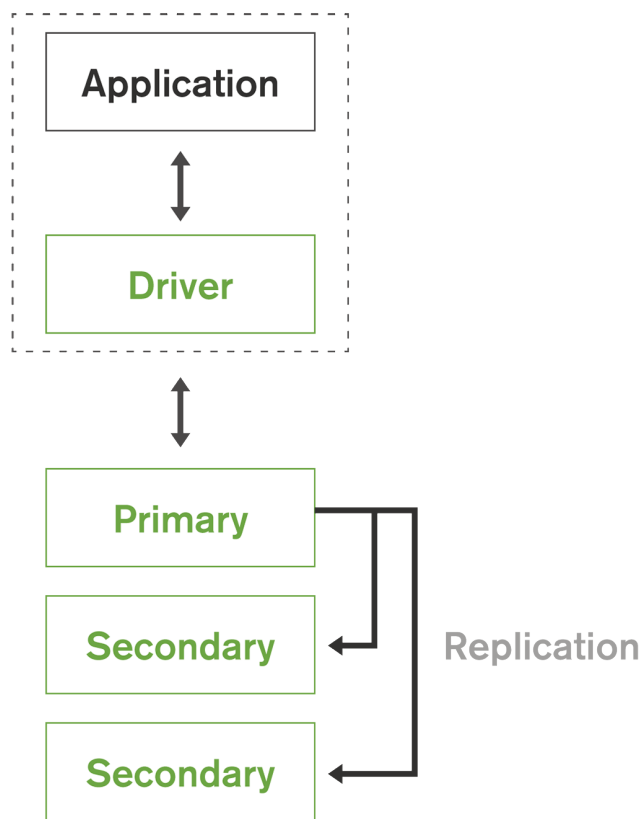 Application
Driver
Primary
Secondary
Replication
Secondary